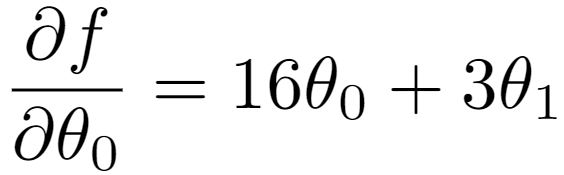 ∂f/∂θ₀ = 16θ₀ + 3θ₁